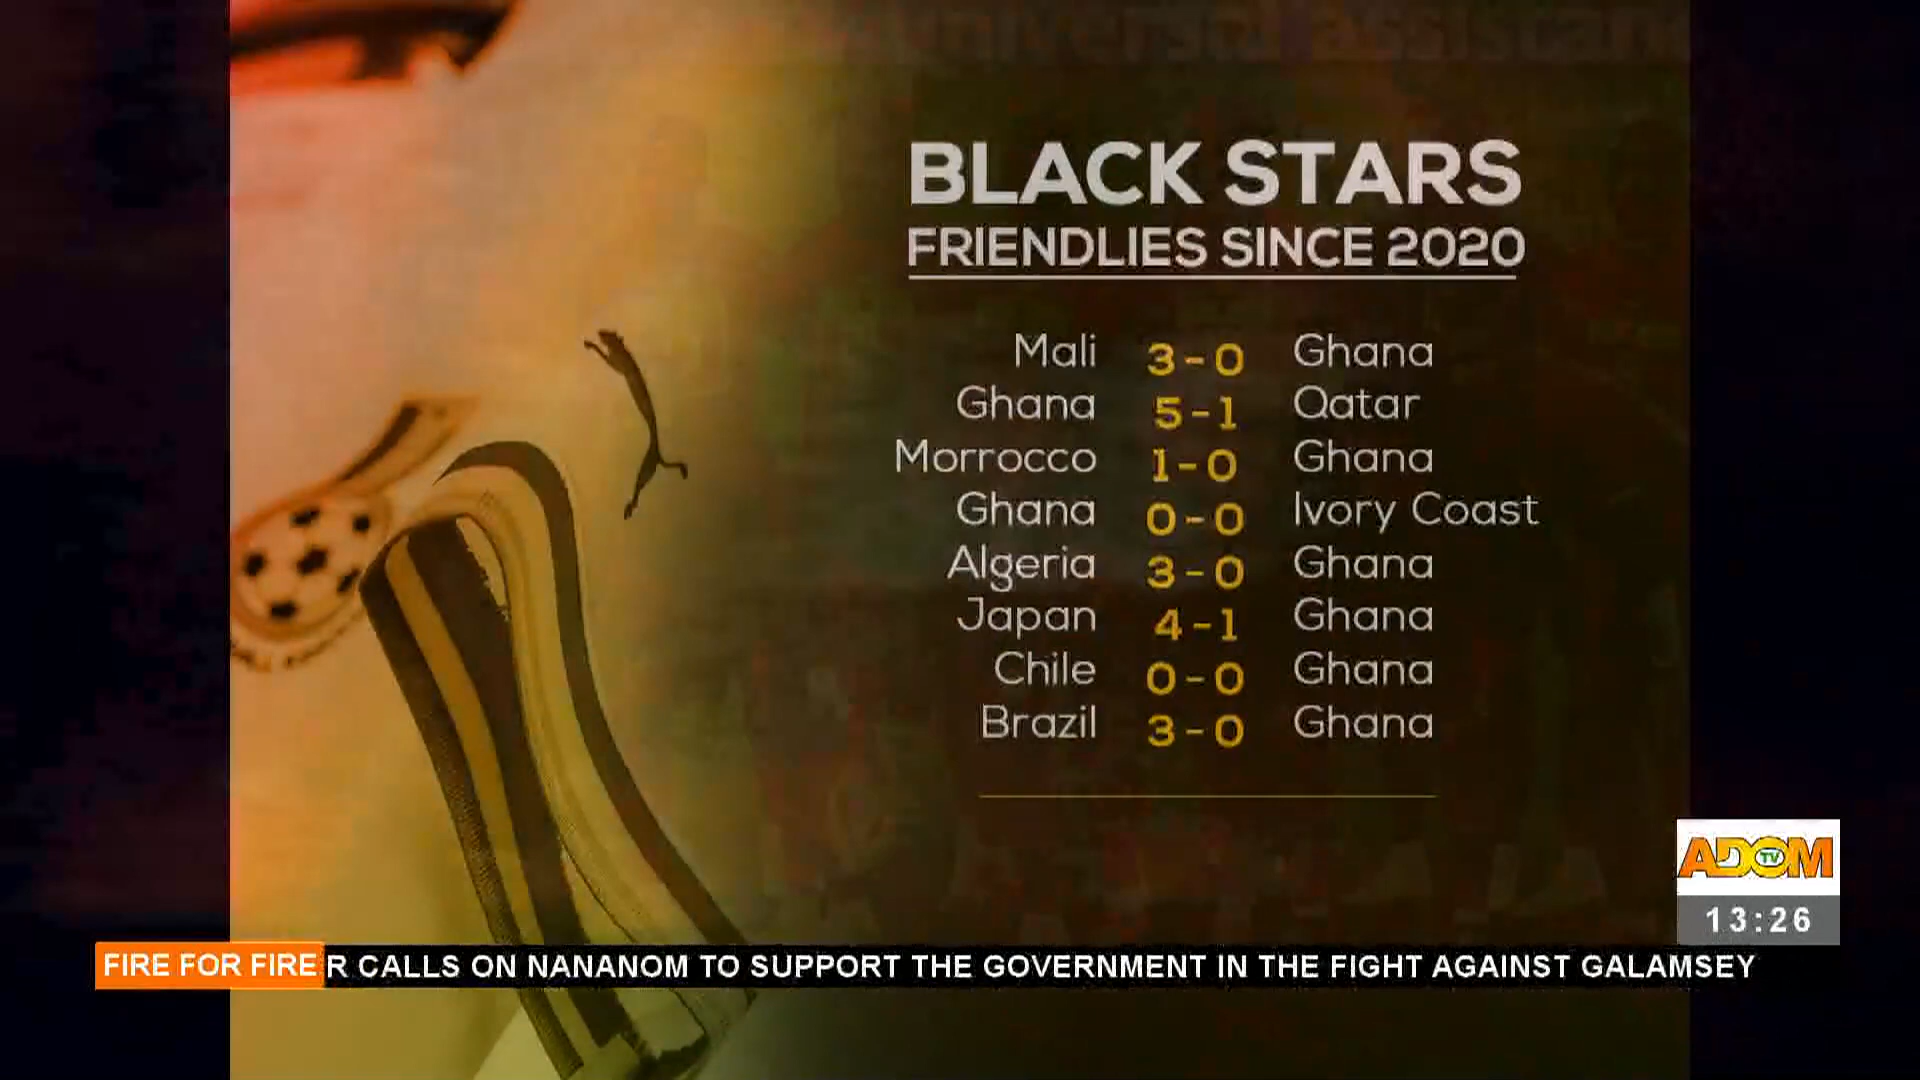 universal assistan
BLACK STARS
FRIENDLIES SINCE 2020
Mali 3-0 Ghana
Ghana 5-1 Qatar
Morrocco 1-0 Ghana
Ghana 0-0 Ivory Coast
Algeria 3-0 Ghana
Japan 4-1 Ghana
Chile 0-0 Ghana
Brazil 3-0 Ghana
ADOM TV
13:26
FIRE FOR FIRE R CALLS ON NANANOM TO SUPPORT THE GOVERNMENT IN THE FIGHT AGAINST GALAMSEY